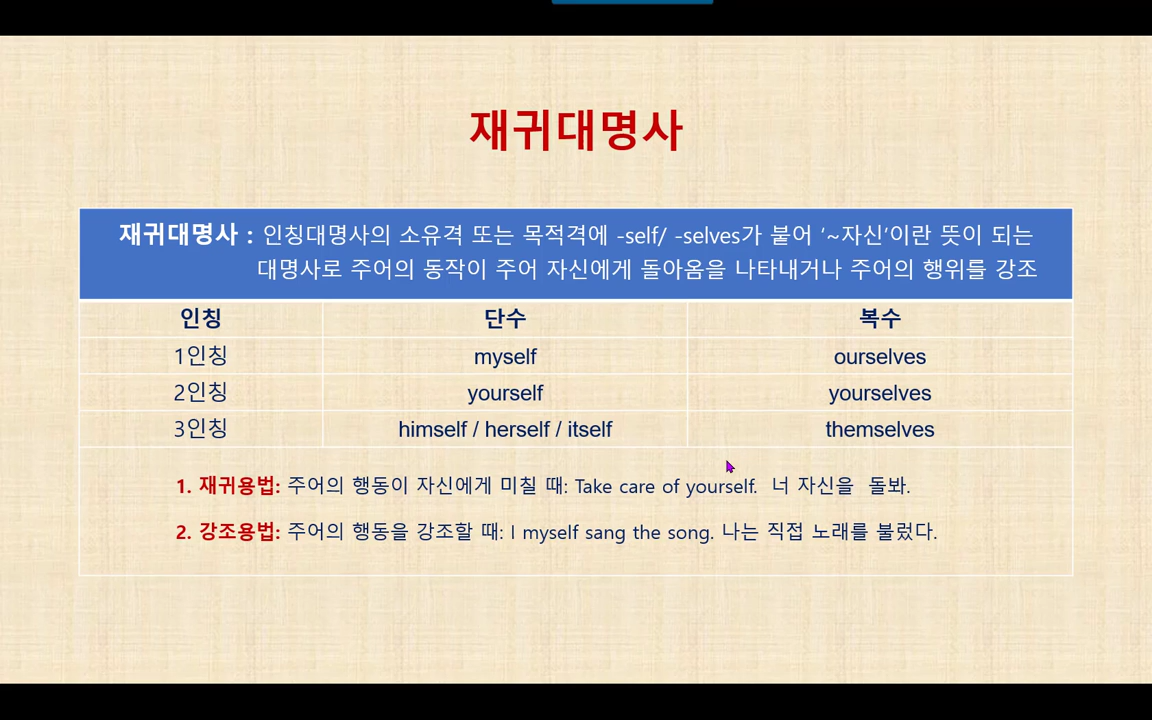 재귀대명사
재귀대명사 : 인칭대명사의 소유격 또는 목적격에 -self/ -selves가 붙어 ‘~자신’이란 뜻이 되는
대명사로 주어의 동작이 주어 자신에게 돌아옴을 나타내거나 주어의 행위를 강조
인칭 단수 복수
1인칭 myself ourselves
2인칭 yourself yourselves
3인칭 himself / herself / itself themselves
1. 재귀용법: 주어의 행동이 자신에게 미칠 때: Take care of yourself. 너 자신을 돌봐.
2. 강조용법: 주어의 행동을 강조할 때: I myself sang the song. 나는 직접 노래를 불렀다.